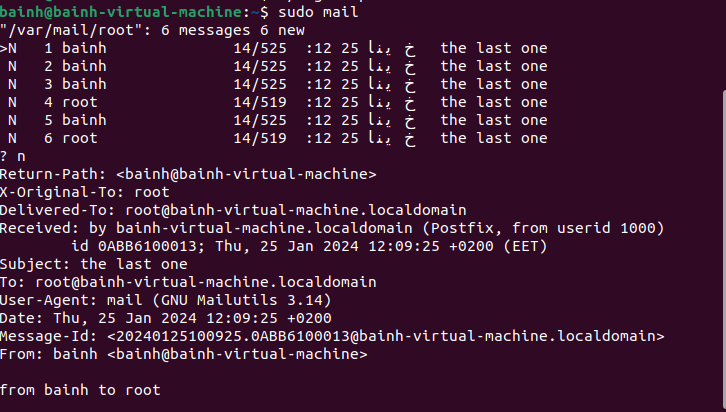 bainh@bainh-virtual-machine:~$ sudo mail
"/var/mail/root": 6 messages 6 new
>N   1 bainh              14/525  :12 25 خ ينا   the last one
 N   2 bainh              14/525  :12 25 خ ينا   the last one
 N   3 bainh              14/525  :12 25 خ ينا   the last one
 N   4 root               14/519  :12 25 خ ينا   the last one
 N   5 bainh              14/525  :12 25 خ ينا   the last one
 N   6 root               14/519  :12 25 خ ينا   the last one
? n
Return-Path: <bainh@bainh-virtual-machine>
X-Original-To: root
Delivered-To: root@bainh-virtual-machine.localdomain
Received: by bainh-virtual-machine.localdomain (Postfix, from userid 1000)
        id 0ABB6100013; Thu, 25 Jan 2024 12:09:25 +0200 (EET)
Subject: the last one
To: root@bainh-virtual-machine.localdomain
User-Agent: mail (GNU Mailutils 3.14)
Date: Thu, 25 Jan 2024 12:09:25 +0200
Message-Id: <20240125100925.0ABB6100013@bainh-virtual-machine.localdomain>
From: bainh <bainh@bainh-virtual-machine>

from bainh to root